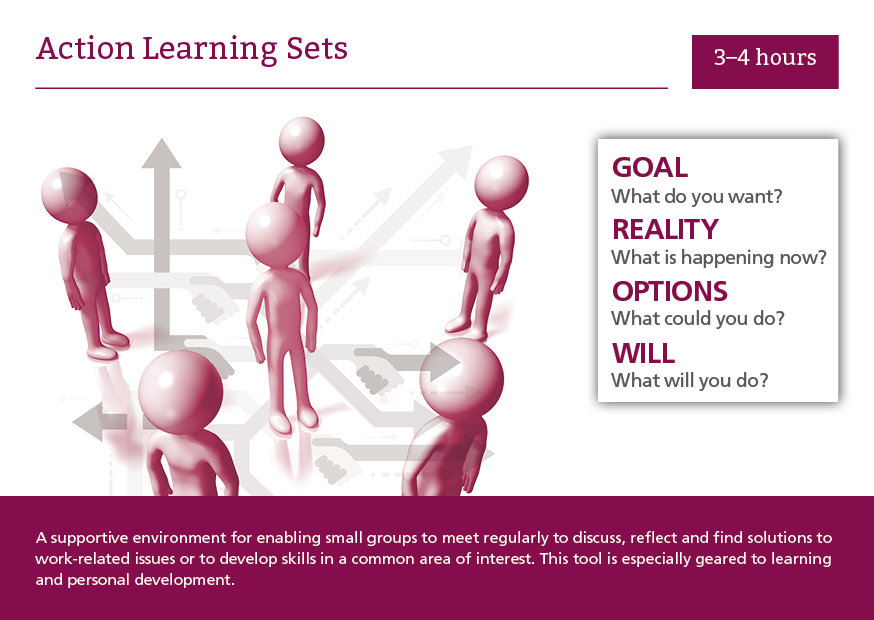 Action Learning Sets
3–4 hours
GOAL
What do you want?
REALITY
What is happening now?
OPTIONS
What could you do?
WILL
What will you do?
A supportive environment for enabling small groups to meet regularly to discuss, reflect and find solutions to
work-related issues or to develop skills in a common area of interest. This tool is especially geared to learning
and personal development.